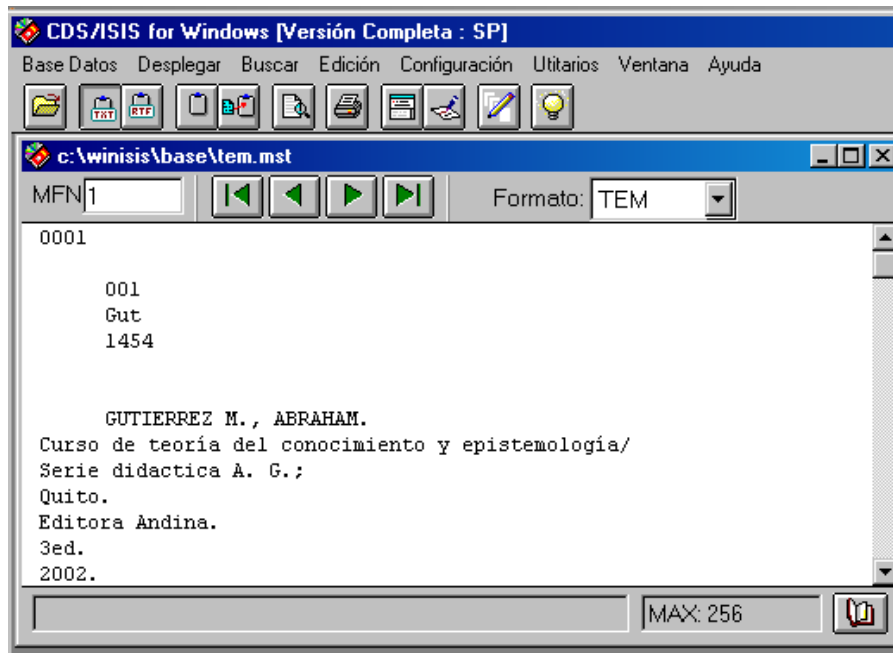 CDS/ISIS for Windows [Versión Completa : SP]
Base Datos Desplegar Buscar Edición Configuración Utitarios Ventana Ayuda
TXT RTF
c:\winisis\base\tem.mst
MFN 1 Formato: TEM
0001
001
Gut
1454
GUTIERREZ M., ABRAHAM.
Curso de teoría del conocimiento y epistemología/
Serie didactica A. G.;
Quito.
Editora Andina.
3ed.
2002.
MAX: 256